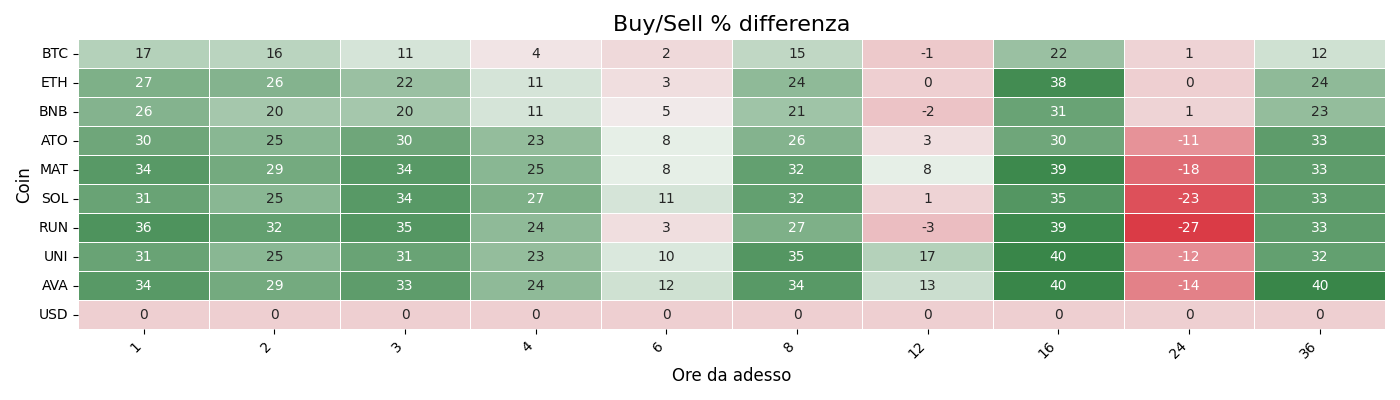 Buy/Sell % differenza
Coin
BTC 17 16 11 4 2 15 -1 22 1 12
ETH 27 26 22 11 3 24 0 38 0 24
BNB 26 20 20 11 5 21 -2 31 1 23
ATO 30 25 30 23 8 26 3 30 -11 33
MAT 34 29 34 25 8 32 8 39 -18 33
SOL 31 25 34 27 11 32 1 35 -23 33
RUN 36 32 35 24 3 27 -3 39 -27 33
UNI 31 25 31 23 10 35 17 40 -12 32
AVA 34 29 33 24 12 34 13 40 -14 40
USD 0 0 0 0 0 0 0 0 0 0
1 2 3 4 6 8 12 16 24 36
Ore da adesso